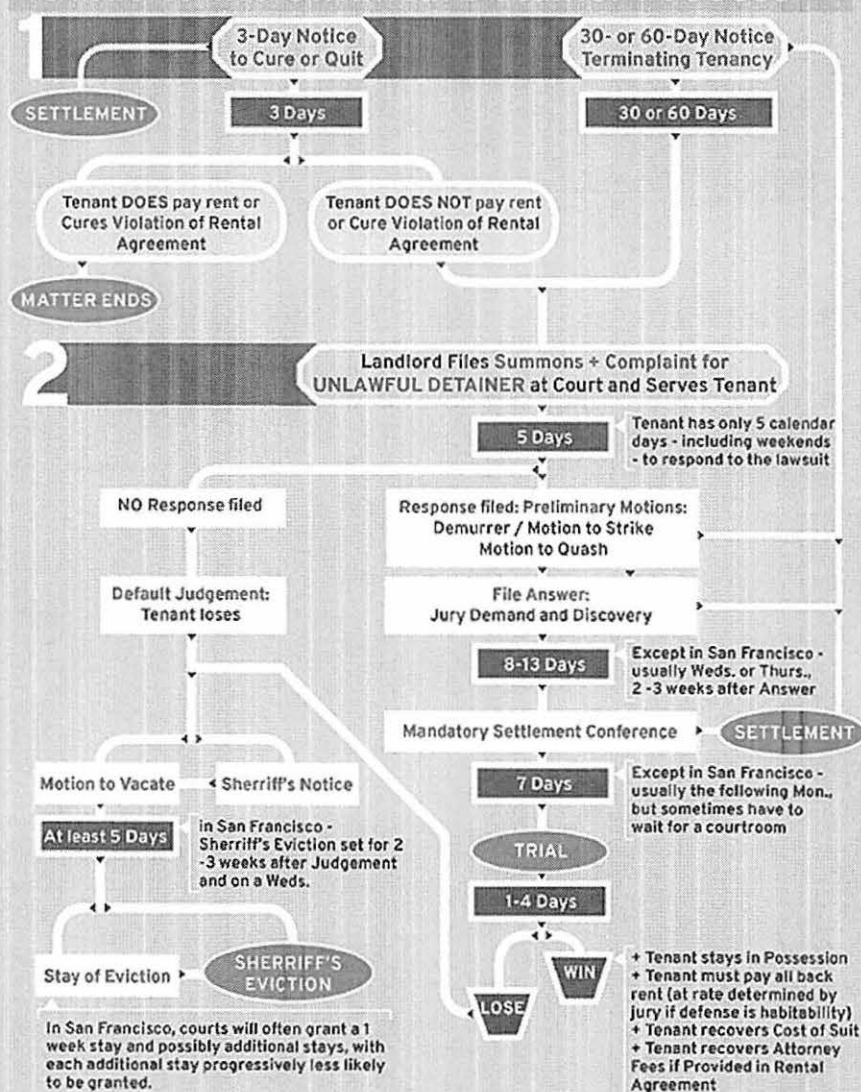 1
3-Day Notice
to Cure or Quit
30- or 60-Day Notice
Terminating Tenancy
SETTLEMENT
3 Days
30 or 60 Days
Tenant DOES pay rent or
Cures Violation of Rental
Agreement
Tenant DOES NOT pay rent
or Cure Violation of Rental
Agreement
MATTER ENDS
2
Landlord Files Summons + Complaint for
UNLAWFUL DETAINER at Court and Serves Tenant
5 Days
Tenant has only 5 calendar
days - including weekends
- to respond to the lawsuit
NO Response filed
Response filed: Preliminary Motions:
Demurrer / Motion to Strike
Motion to Quash
Default Judgement:
Tenant loses
File Answer:
Jury Demand and Discovery
8-13 Days
Except in San Francisco -
usually Weds. or Thurs.,
2 -3 weeks after Answer
Mandatory Settlement Conference
SETTLEMENT
Motion to Vacate
Sherriff's Notice
7 Days
Except in San Francisco -
usually the following Mon.,
but sometimes have to
wait for a courtroom
At least 5 Days
in San Francisco -
Sherriff's Eviction set for 2
-3 weeks after Judgement
and on a Weds.
TRIAL
1-4 Days
Stay of Eviction
SHERRIFF'S
EVICTION
LOSE
WIN
+ Tenant stays in Possession
+ Tenant must pay all back
rent (at rate determined by
jury if defense is habitability)
+ Tenant recovers Cost of Suit
+ Tenant recovers Attorney
Fees if Provided in Rental
Agreement
In San Francisco, courts will often grant a 1
week stay and possibly additional stays, with
each additional stay progressively less likely
to be granted.